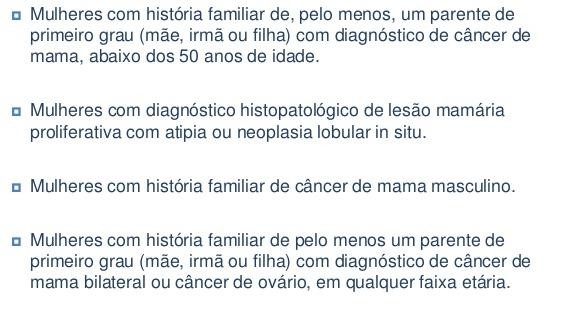 Mulheres com história familiar de, pelo menos, um parente de
primeiro grau (mãe, irmã ou filha) com diagnóstico de câncer de
mama, abaixo dos 50 anos de idade.
Mulheres com diagnóstico histopatológico de lesão mamária
proliferativa com atipia ou neoplasia lobular in situ.
Mulheres com história familiar de câncer de mama masculino.
Mulheres com história familiar de pelo menos um parente de
primeiro grau (mãe, irmã ou filha) com diagnóstico de câncer de
mama bilateral ou câncer de ovário, em qualquer faixa etária.